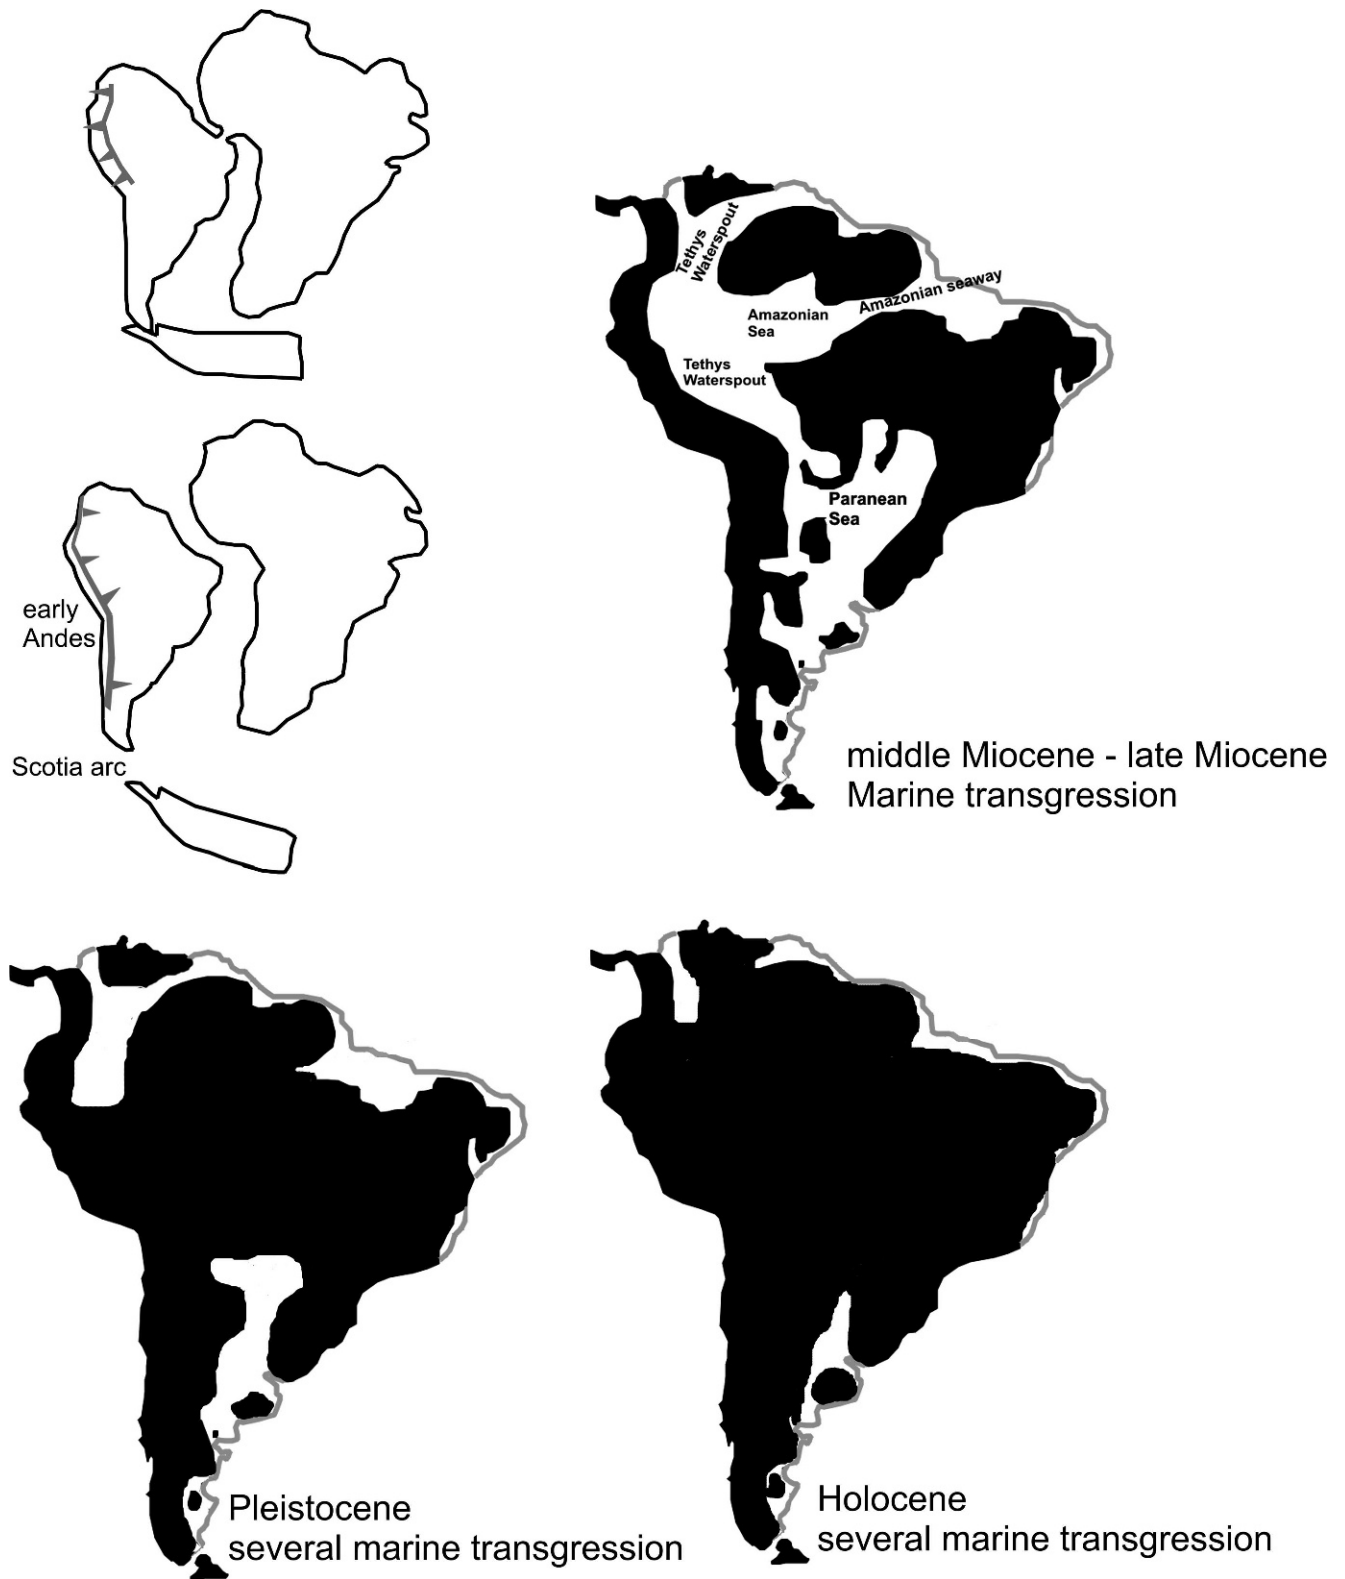 early
Andes
Scotia arc
Tethys
Waterspout
Amazonian seaway
Amazonian
Sea
Tethys
Waterspout
Paranean
Sea
middle Miocene - late Miocene
Marine transgression
Pleistocene
several marine transgression
Holocene
several marine transgression